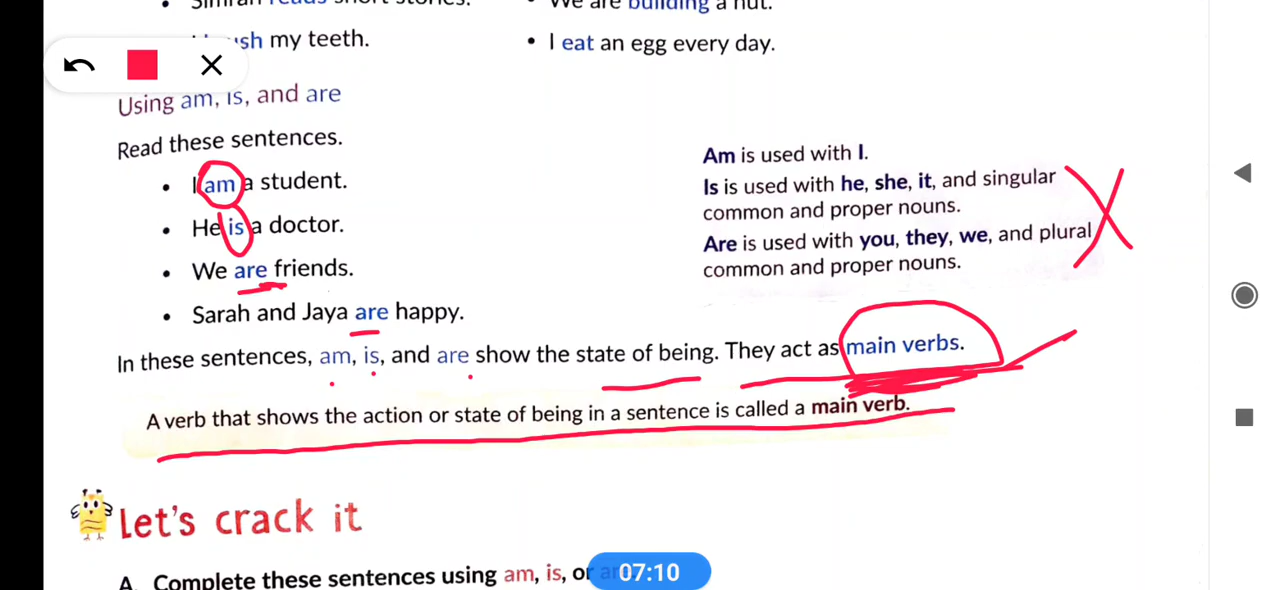 Simran reads short stories.
We are building a hut.
my teeth.
I eat an egg every day.
Using am, is, and are
Read these sentences.
I am a student.
He is a doctor.
We are friends.
Sarah and Jaya are happy.
Am is used with I.
Is is used with he, she, it, and singular
common and proper nouns.
Are is used with you, they, we, and plural
common and proper nouns.
In these sentences, am, is, and are show the state of being. They act as main verbs.
A verb that shows the action or state of being in a sentence is called a main verb.
Let's crack it
A. Complete these sentences using am, is, or
07:10